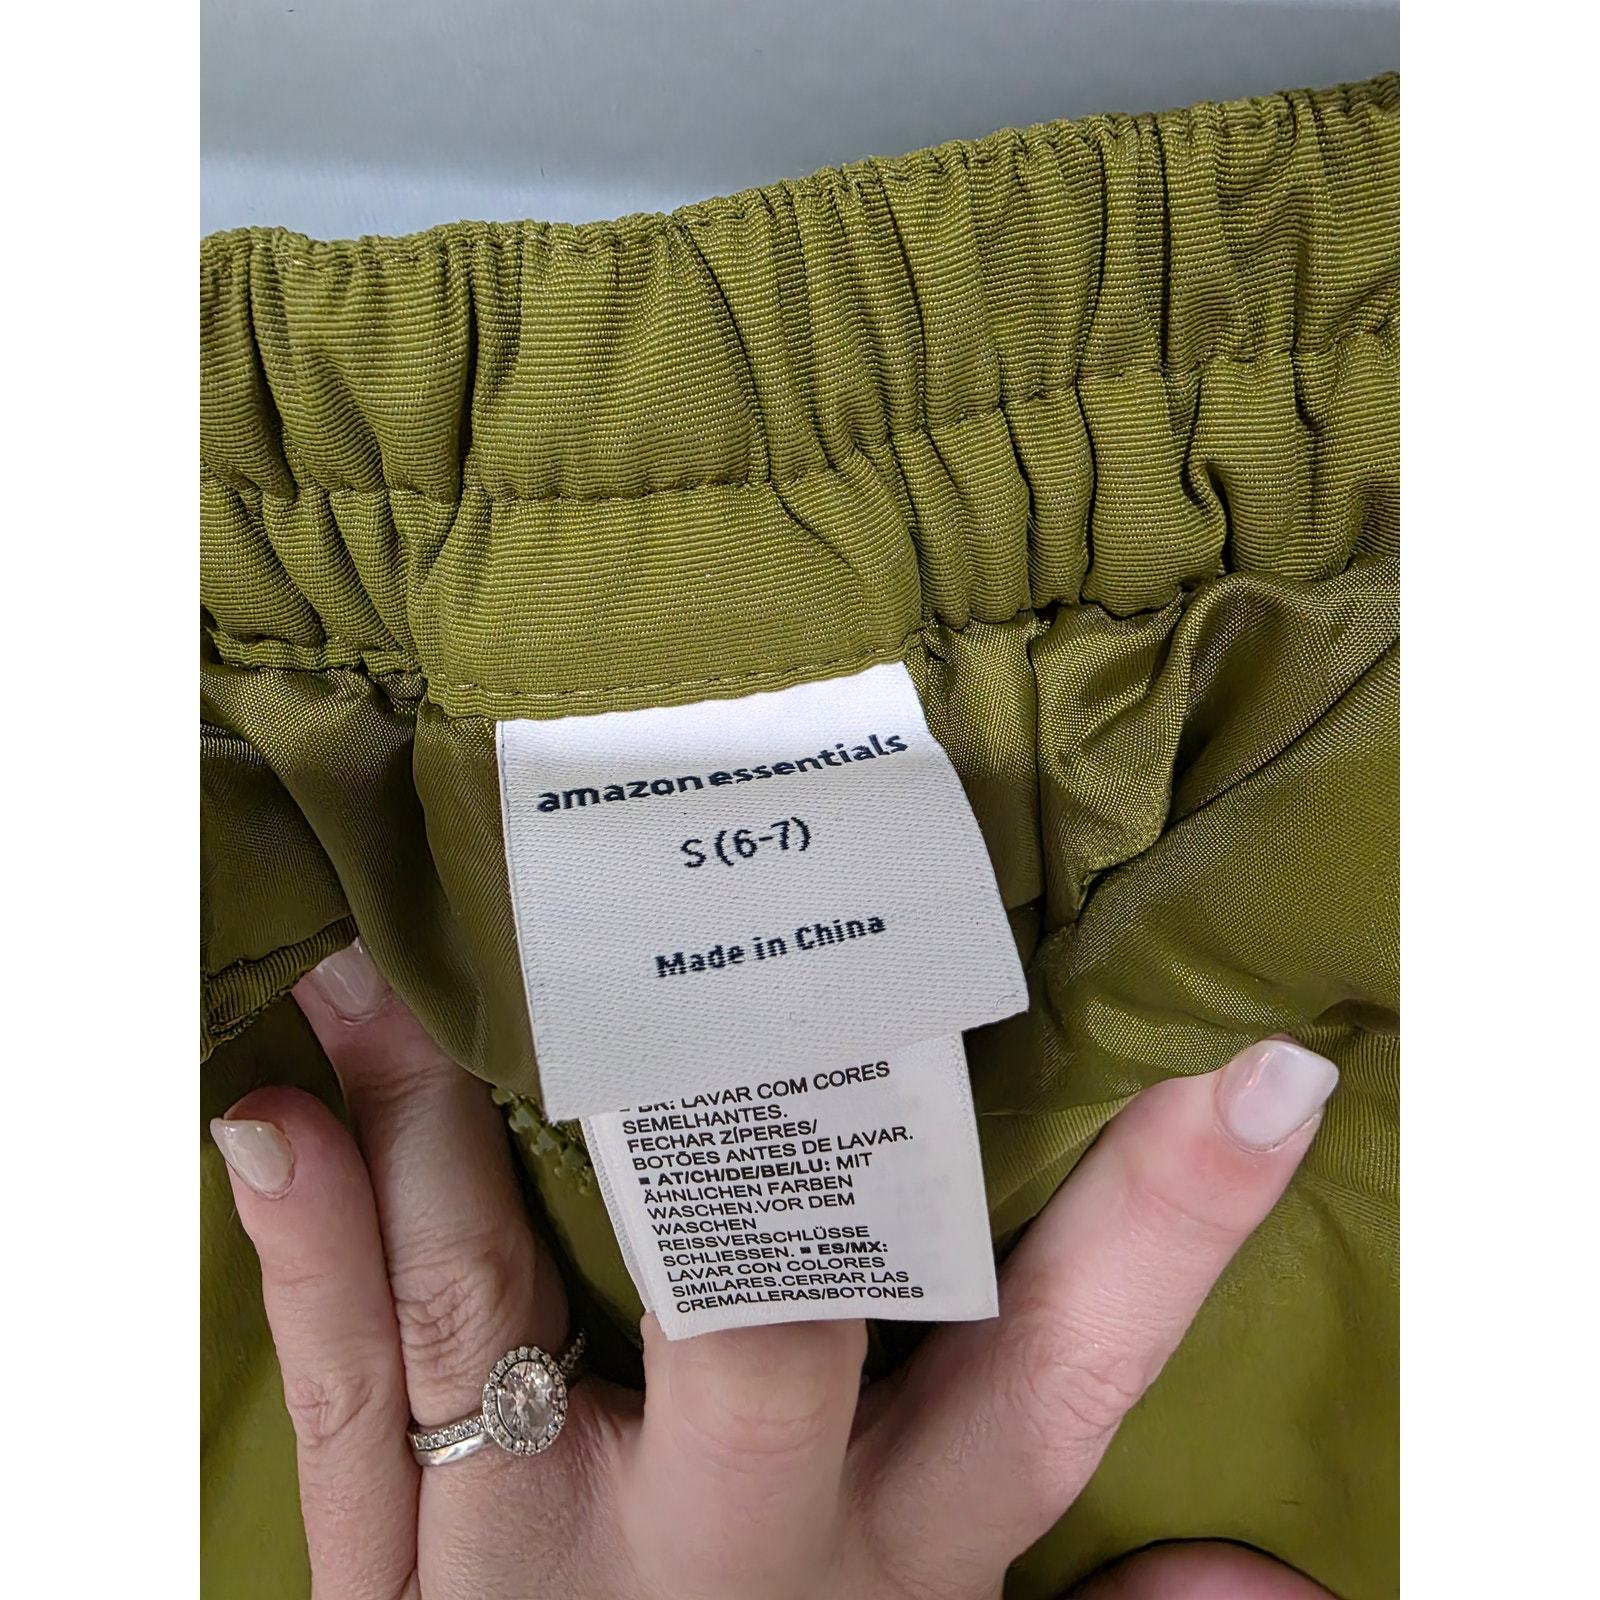 amazon essentials
S (6-7)
Made in China
BR: LAVAR COM CORES
SEMELHANTES.
FECHAR ZÍPERES/
BOTÕES ANTES DE LAVAR.
▪ AT/CH/DE/BE/LU: MIT
ÄHNLICHEN FARBEN
WASCHEN.VOR DEM
WASCHEN
REISSVERSCHLÜSSE
SCHLIESSEN. ▪ ES/MX:
LAVAR CON COLORES
SIMILARES.CERRAR LAS
CREMALLERAS/BOTONES